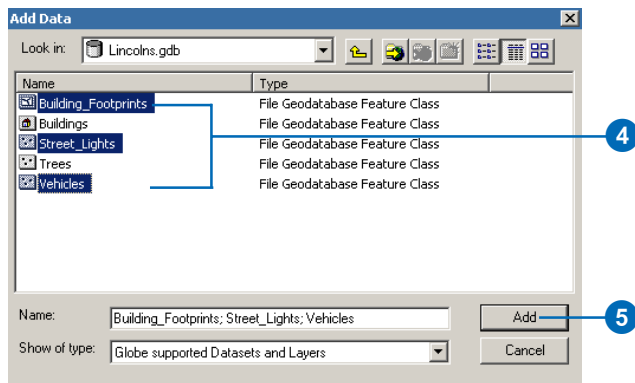 Add Data
Look in: Lincolns.gdb
Name Type
Building_Footprints File Geodatabase Feature Class
Buildings File Geodatabase Feature Class
Street_Lights File Geodatabase Feature Class
Trees File Geodatabase Feature Class
Vehicles File Geodatabase Feature Class
4
Name: Building_Footprints; Street_Lights; Vehicles Add
5
Show of type: Globe supported Datasets and Layers Cancel